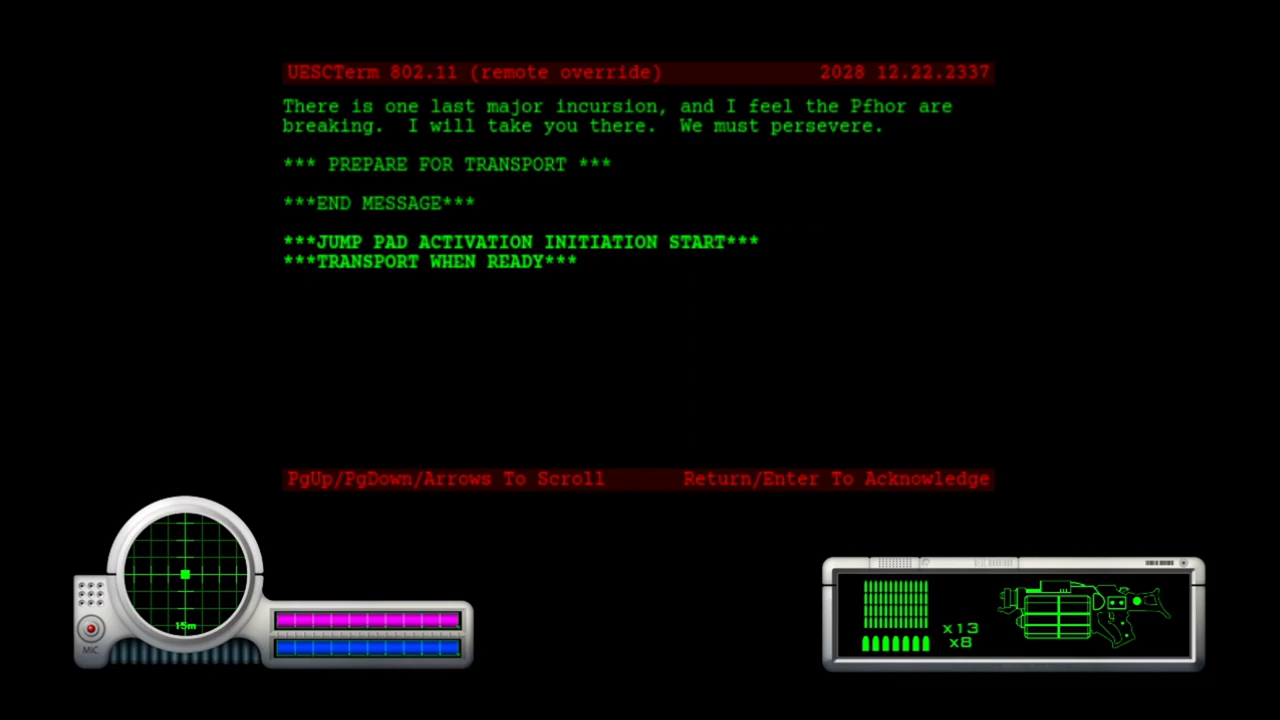 UESCTerm 802.11 (remote override) 2028 12.22.2337
There is one last major incursion, and I feel the Pfhor are
breaking. I will take you there. We must persevere.
*** PREPARE FOR TRANSPORT ***
***END MESSAGE***
***JUMP PAD ACTIVATION INITIATION START***
***TRANSPORT WHEN READY***
PgUp/PgDown/Arrows To Scroll Return/Enter To Acknowledge
15m
MIC
x13
x8